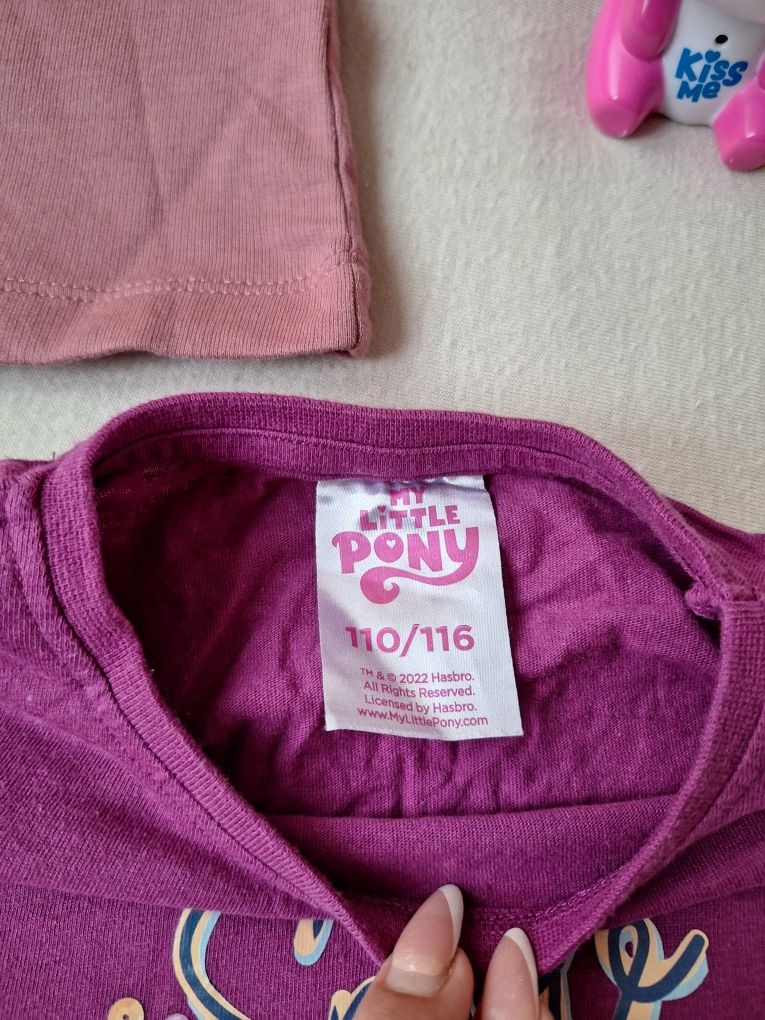 Kiss
Me
MY
LITTLE
PONY
110/116
™ & © 2022 Hasbro.
All Rights Reserved.
Licensed by Hasbro.
www.MyLittlePony.com